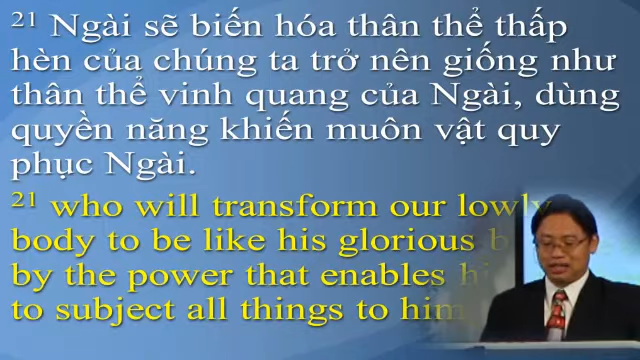 21 Ngài sẽ biến hóa thân thể thấp
hèn của chúng ta trở nên giống như
thân thể vinh quang của Ngài, dùng
quyền năng khiến muôn vật quy
phục Ngài.
21 who will transform our lowly
body to be like his glorious
by the power that enables
to subject all things to him